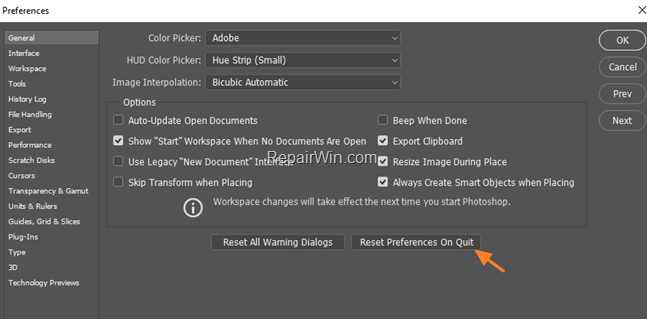 Preferences
General
Interface
Workspace
Tools
History Log
File Handling
Export
Performance
Scratch Disks
Cursors
Transparency & Gamut
Units & Rulers
Guides, Grid & Slices
Plug-Ins
Type
3D
Technology Previews
Color Picker: Adobe
HUD Color Picker: Hue Strip (Small)
Image Interpolation: Bicubic Automatic
Options
Auto-Update Open Documents
Beep When Done
Show "Start" Workspace When No Documents Are Open
Export Clipboard
Use Legacy "New Document" Interface
Resize Image During Place
Skip Transform when Placing
Always Create Smart Objects when Placing
RepairWin.com
Workspace changes will take effect the next time you start Photoshop.
Reset All Warning Dialogs
Reset Preferences On Quit
OK
Cancel
Prev
Next